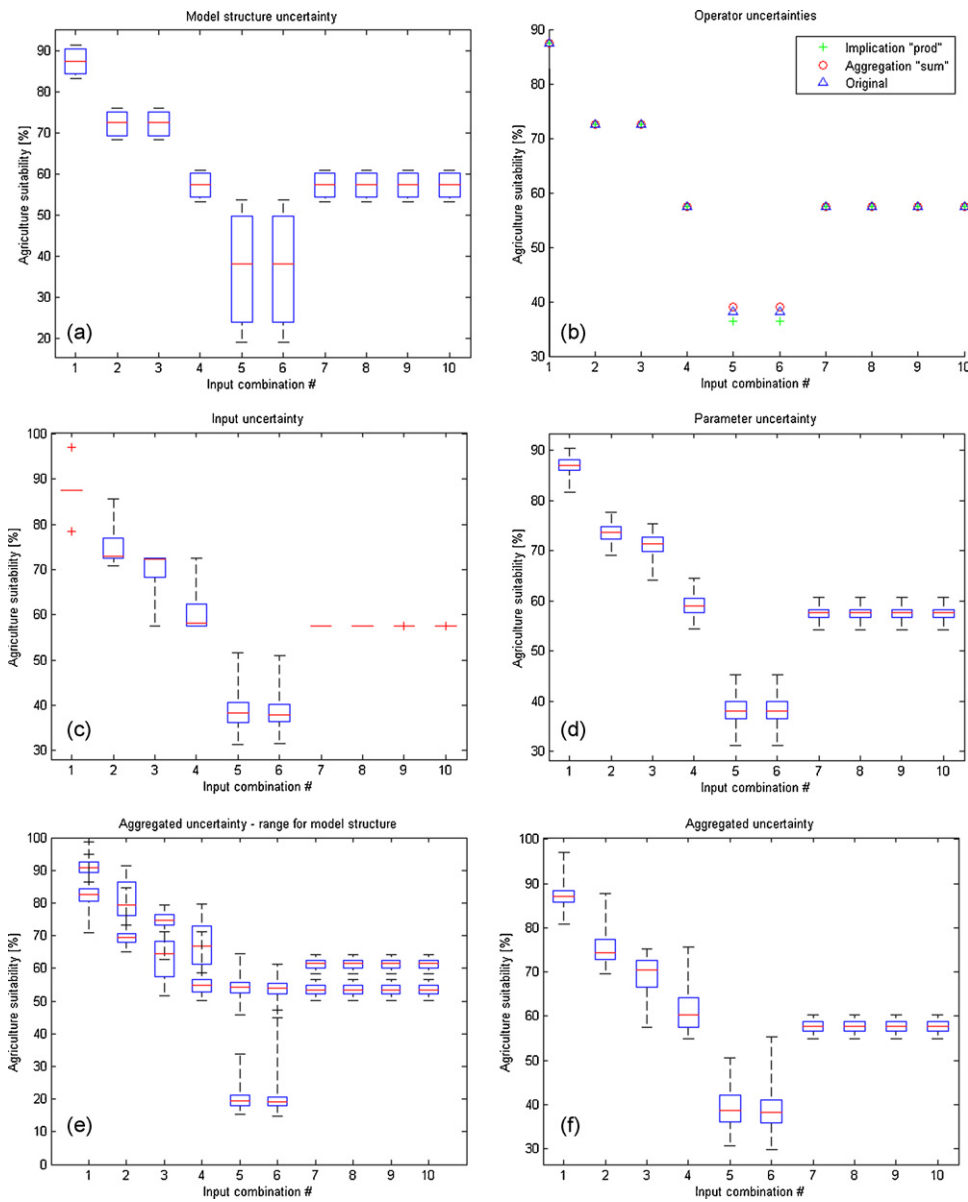 Model structure uncertainty
Agriculture suitability [%]
90
80
70
60
50
40
30
20
(a)
1 2 3 4 5 6 7 8 9 10
Input combination #
Operator uncertainties
Implication "prod"
Aggregation "sum"
Original
Agriculture suitability [%]
90
80
70
60
50
40
30
(b)
1 2 3 4 5 6 7 8 9 10
Input combination #
Input uncertainty
Agriculture suitability [%]
100
90
80
70
60
50
40
30
(c)
1 2 3 4 5 6 7 8 9 10
Input combination #
Parameter uncertainty
Agriculture suitability [%]
90
80
70
60
50
40
30
(d)
1 2 3 4 5 6 7 8 9 10
Input combination #
Aggregated uncertainty - range for model structure
Agriculture suitability [%]
100
90
80
70
60
50
40
30
20
10
0
(e)
1 2 3 4 5 6 7 8 9 10
Input combination #
Aggregated uncertainty
Agriculture suitability [%]
100
90
80
70
60
50
40
30
(f)
1 2 3 4 5 6 7 8 9 10
Input combination #